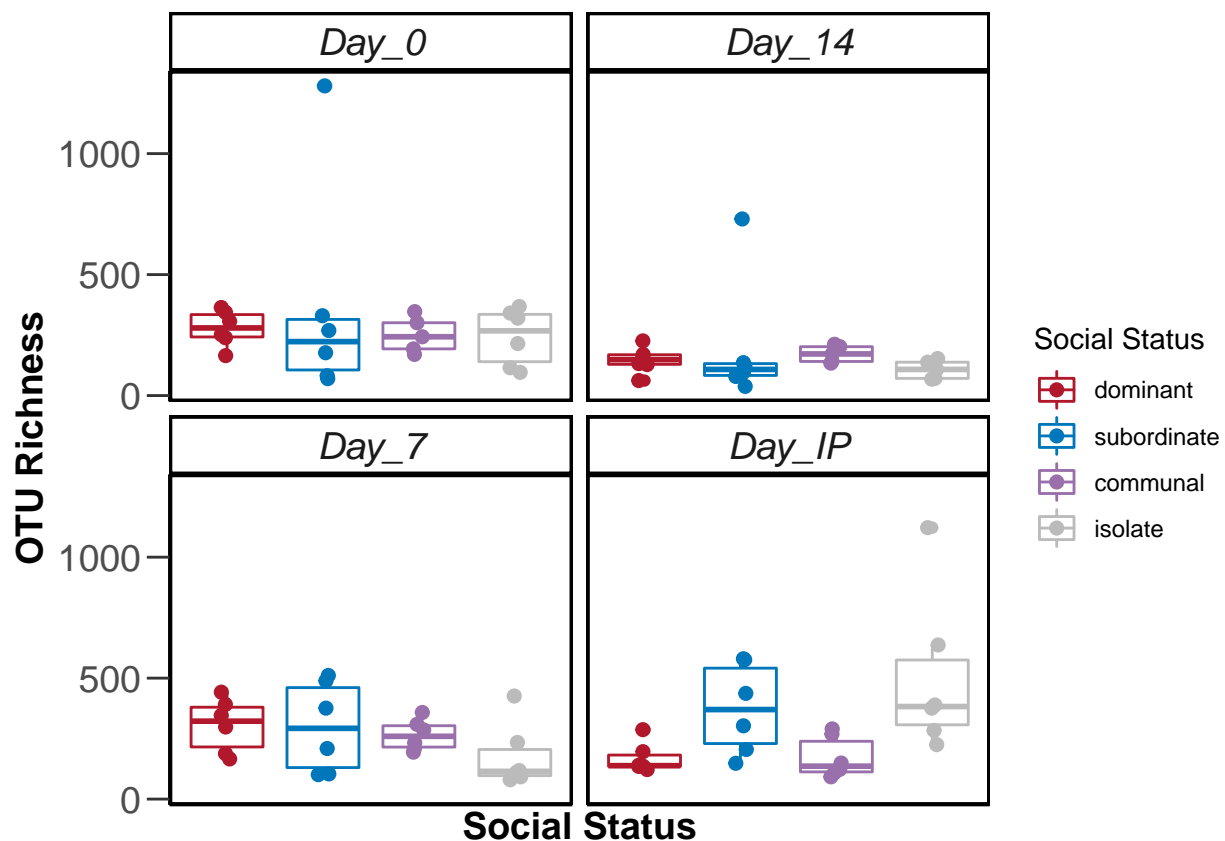 Day_0
Day_14
1000
500
0
Day_7
Day_IP
1000
500
0
OTU Richness
Social Status
Social Status
dominant
subordinate
communal
isolate